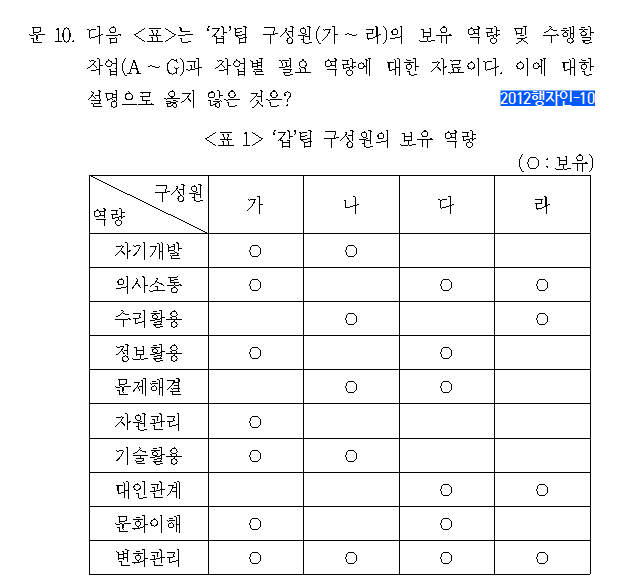 문 10. 다음 <표>는 ‘갑’팀 구성원(가 ~ 라)의 보유 역량 및 수행할
작업(A ~ G)과 작업별 필요 역량에 대한 자료이다. 이에 대한
설명으로 옳지 않은 것은? 2012행자인-10
<표 1> ‘갑’팀 구성원의 보유 역량
(○ : 보유)
구성원 역량 가 나 다 라
자기개발 ○ ○
의사소통 ○ ○ ○
수리활용 ○ ○
정보활용 ○ ○
문제해결 ○ ○
자원관리 ○
기술활용 ○ ○
대인관계 ○ ○
문화이해 ○ ○
변화관리 ○ ○ ○ ○